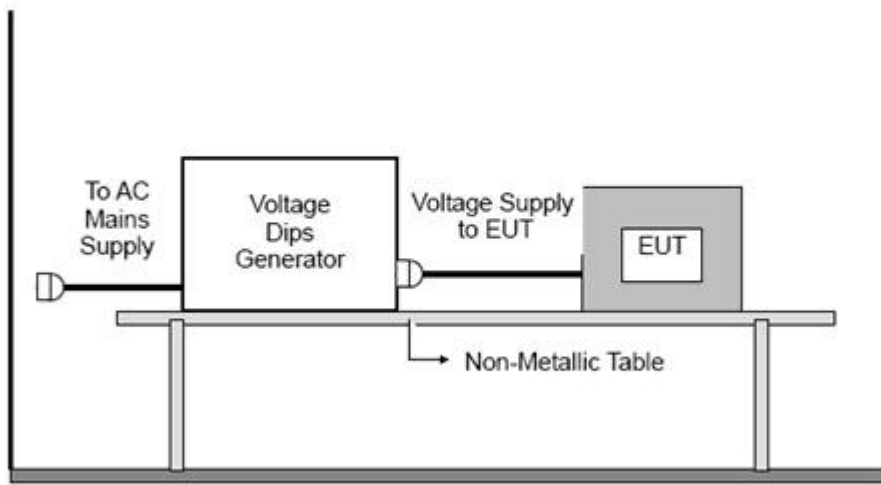 To AC
Mains
Supply
Voltage
Dips
Generator
Voltage Supply
to EUT
EUT
Non-Metallic Table